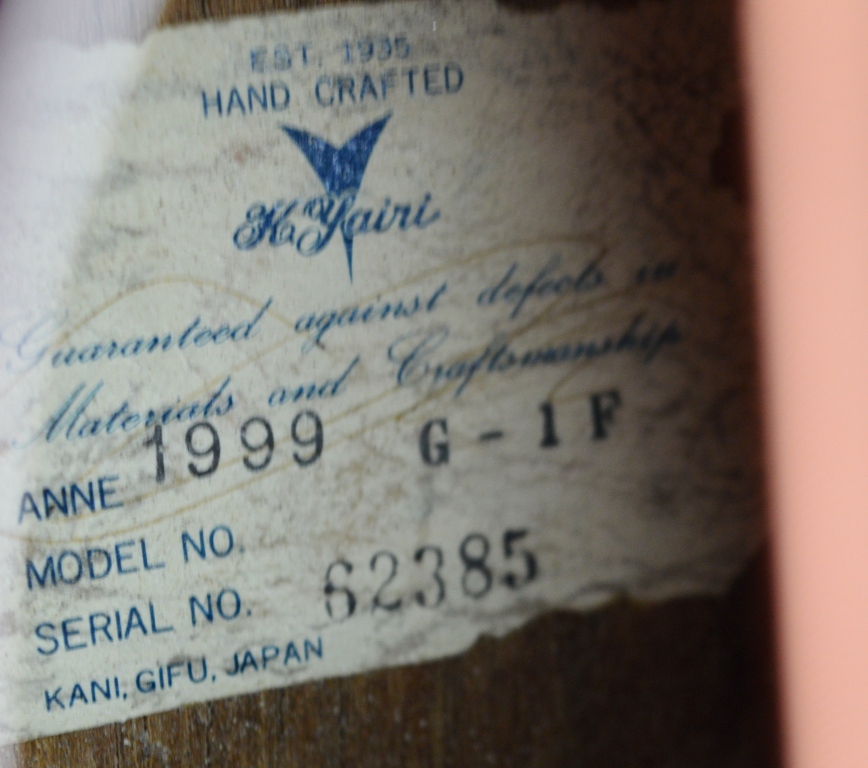 EST. 1935
HAND CRAFTED
K.Yairi
Guaranteed against defects in
Materials and Craftsmanship
ANNE 1999 G-1F
MODEL NO.
SERIAL NO. 62385
KANI, GIFU, JAPAN